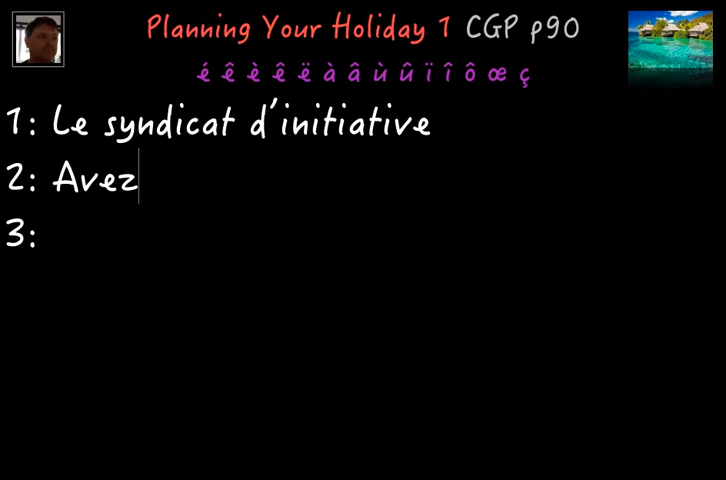 Planning Your Holiday 1 CGP p90
é ê è ê ë à â ù û ï î ô œ ç
1: Le syndicat d'initiative
2: Avez
3: